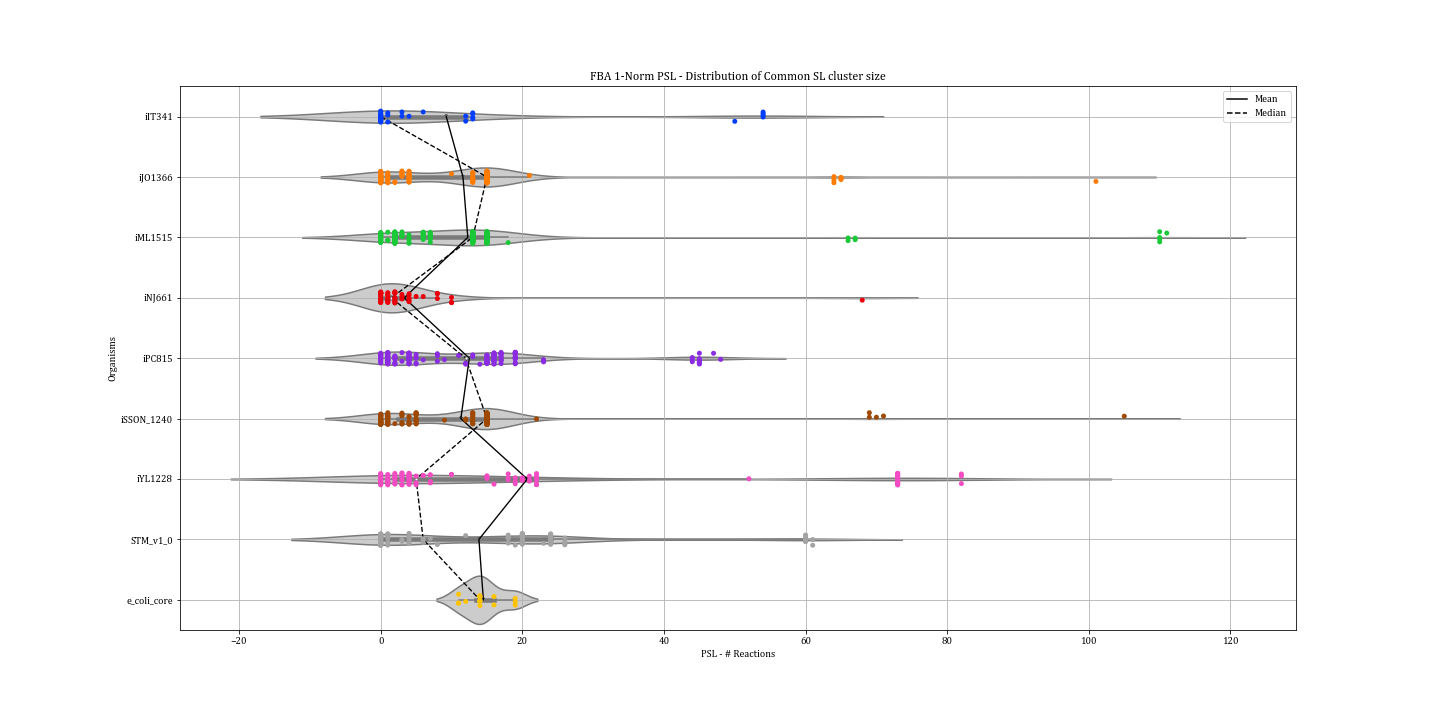 FBA 1-Norm PSL - Distribution of Common SL cluster size
Mean
Median
Organisms
iIT341
iJO1366
iML1515
iNJ661
iPC815
iSSON_1240
iYL1228
STM_v1_0
e_coli_core
−20 0 20 40 60 80 100 120
PSL - # Reactions